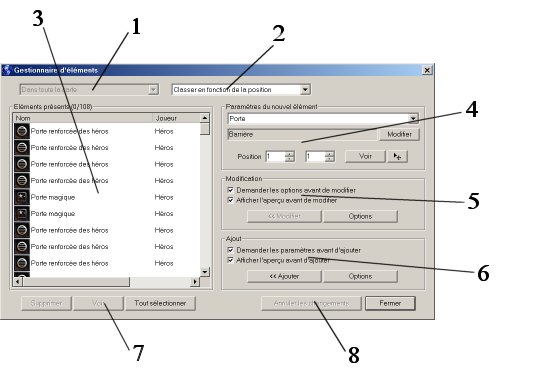 3
1
2
4
5
6
7
8
Gestionnaire d'éléments
Dans toute la carte
Classer en fonction de la position
Eléments présents (0/108)
Nom Joueur
Porte renforcée des héros Héros
Porte renforcée des héros Héros
Porte renforcée des héros Héros
Porte renforcée des héros Héros
Porte magique Héros
Porte magique Héros
Porte renforcée des héros Héros
Porte renforcée des héros Héros
Supprimer Voir Tout sélectionner
Paramètres du nouvel élément
Porte
Barrière Modifier
Position 1 1 Voir
Modification
Demander les options avant de modifier
Afficher l'aperçu avant de modifier
<< Modifier Options
Ajout
Demander les paramètres avant d'ajouter
Afficher l'aperçu avant d'ajouter
<< Ajouter Options
Annuler les changements Fermer